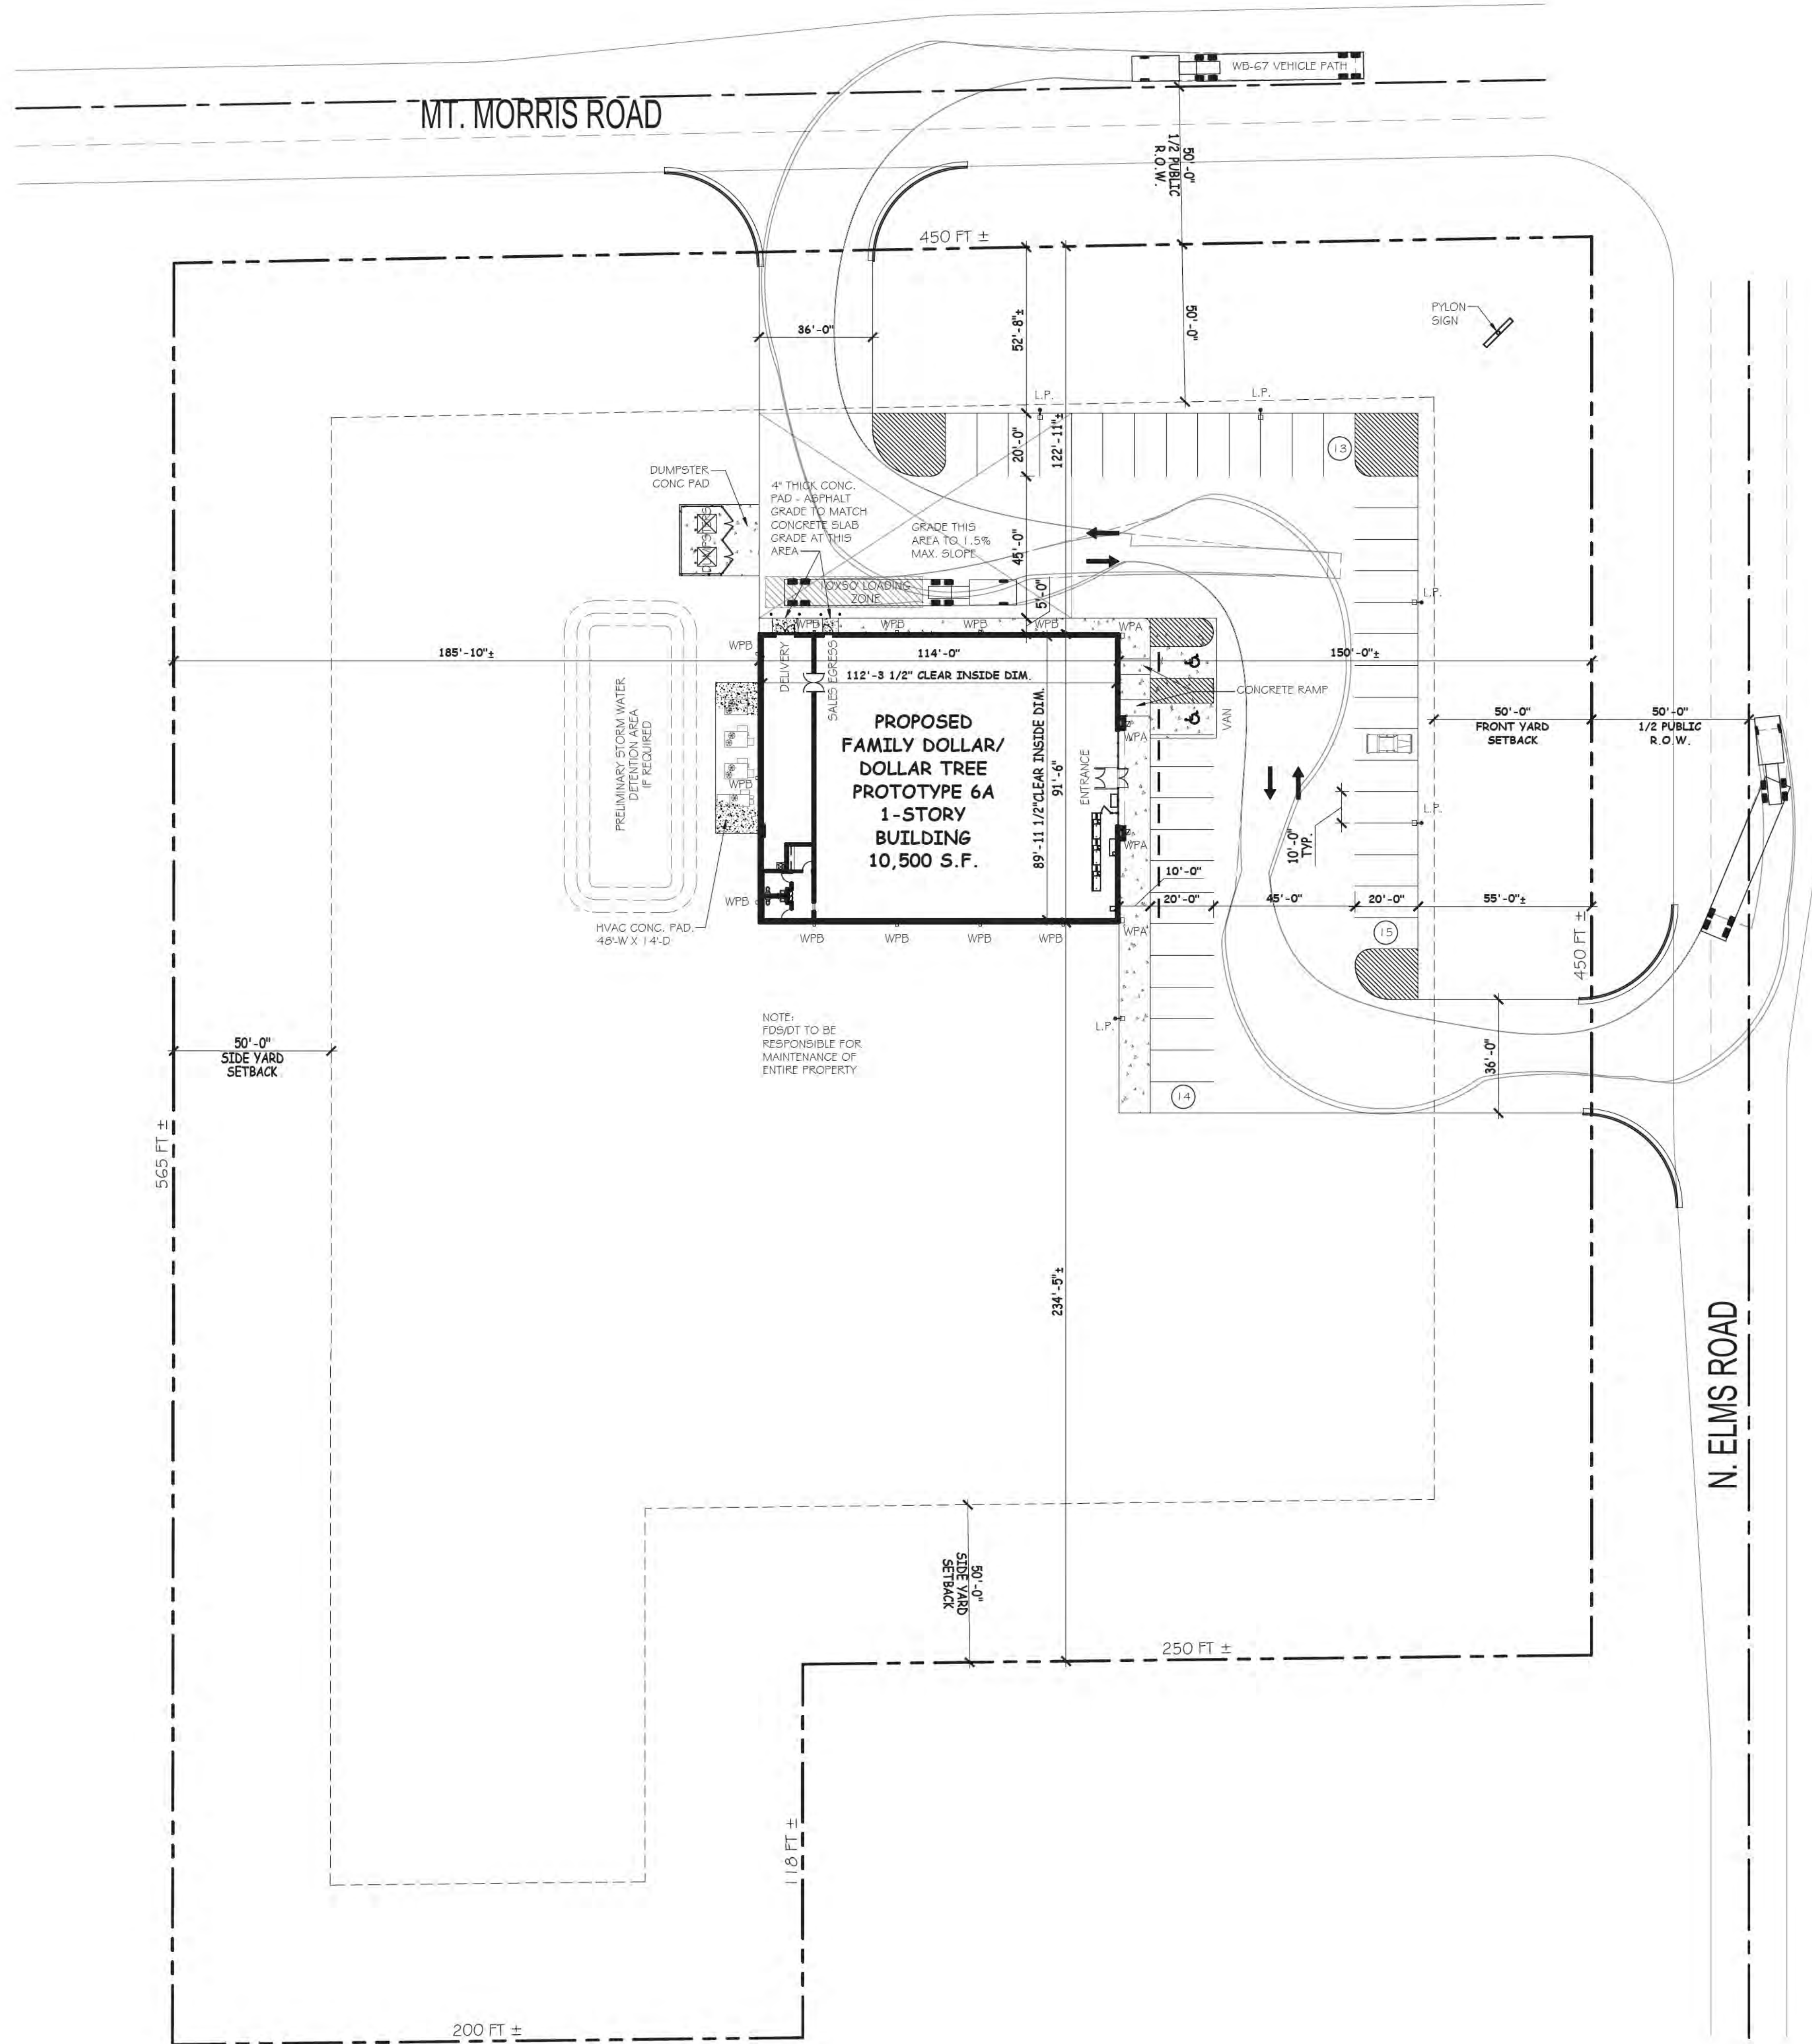 WB-67 VEHICLE PATH
MT. MORRIS ROAD
50'-0"
1/2 PUBLIC
R.O.W.
450 FT ±
PYLON
SIGN
36'-0"
52'-8"±
50'-0"
L.P.
L.P.
20'-0"
122'-11"±
13
DUMPSTER
CONC PAD
4" THICK CONC.
PAD - ASPHALT
GRADE TO MATCH
CONCRETE SLAB
GRADE AT THIS
AREA
GRADE THIS
AREA TO 1.5%
MAX. SLOPE
45'-0"
10X50' LOADING
ZONE
5'-0"
L.P.
WPB
WPB
WPB
WPB
WPA
WPB
185'-10"±
114'-0"
150'-0"±
DELIVERY
SALES EGRESS
112'-3 1/2" CLEAR INSIDE DIM.
CONCRETE RAMP
VAN
PRELIMINARY STORM WATER
DETENTION AREA
IF REQUIRED
PROPOSED
FAMILY DOLLAR/
DOLLAR TREE
PROTOTYPE 6A
1-STORY
BUILDING
10,500 S.F.
89'-11 1/2"CLEAR INSIDE DIM.
91'-6"
ENTRANCE
WPA
50'-0"
FRONT YARD
SETBACK
50'-0"
1/2 PUBLIC
R.O.W.
WPB
L.P.
10'-0"
TYP.
WPA
10'-0"
20'-0"
45'-0"
20'-0"
55'-0"±
WPB
HVAC CONC. PAD.
48'-W X 14'-D
WPB
WPB
WPB
WPB
WPA
15
450 FT ±
NOTE:
FDS/DT TO BE
RESPONSIBLE FOR
MAINTENANCE OF
ENTIRE PROPERTY
L.P.
50'-0"
SIDE YARD
SETBACK
36'-0"
14
565 FT ±
234'-5"±
N. ELMS ROAD
50'-0"
SIDE YARD
SETBACK
250 FT ±
118 FT ±
200 FT ±